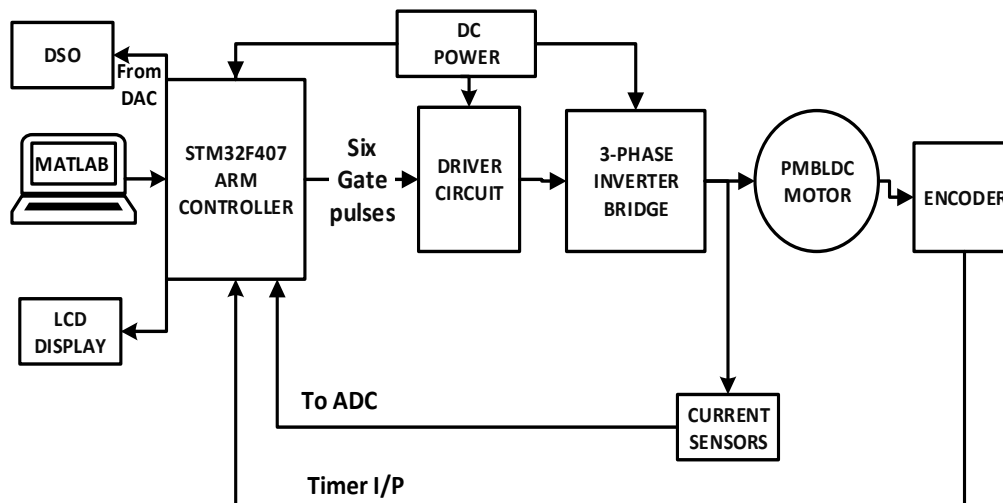 DSO
From
DAC
MATLAB
LCD
DISPLAY
STM32F407
ARM
CONTROLLER
DC
POWER
Six
Gate
pulses
DRIVER
CIRCUIT
3-PHASE
INVERTER
BRIDGE
PMBLDC
MOTOR
ENCODER
CURRENT
SENSORS
To ADC
Timer I/P